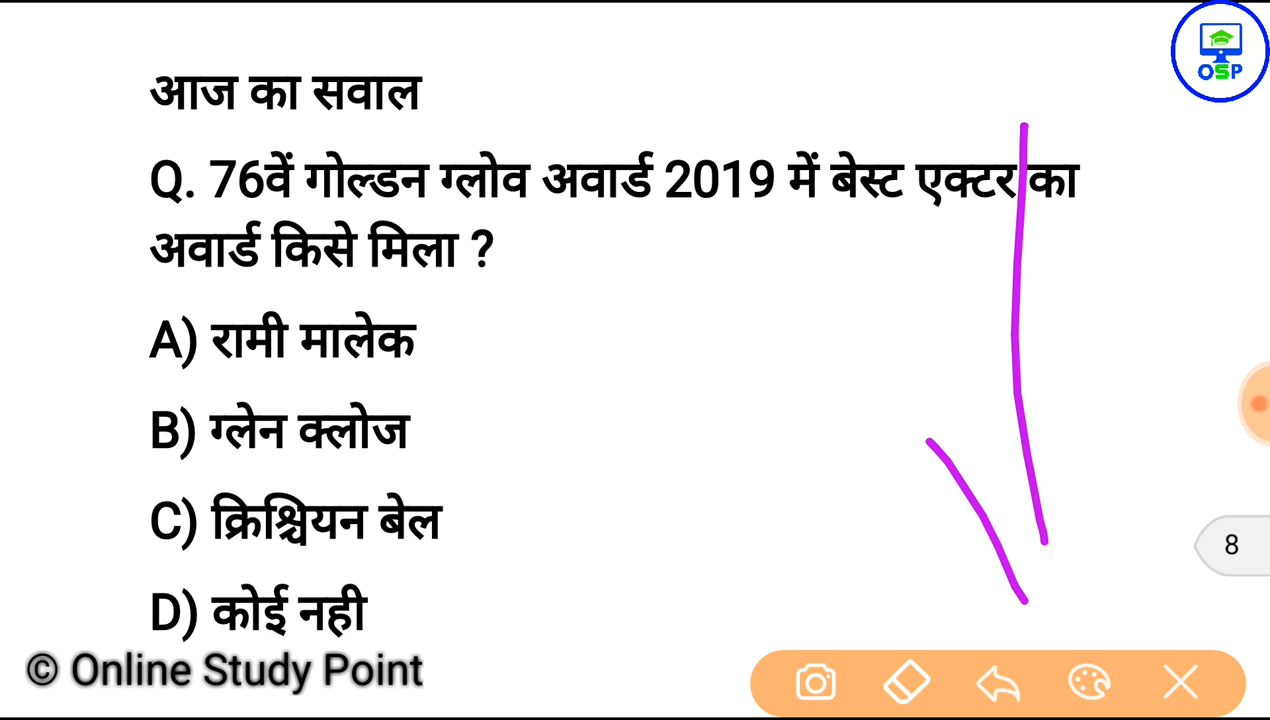 OSP
आज का सवाल
Q. 76वें गोल्डन ग्लोव अवार्ड 2019 में बेस्ट एक्टर का
अवार्ड किसे मिला ?
A) रामी मालेक
B) ग्लेन क्लोज
C) क्रिश्चियन बेल
8
D) कोई नही
© Online Study Point